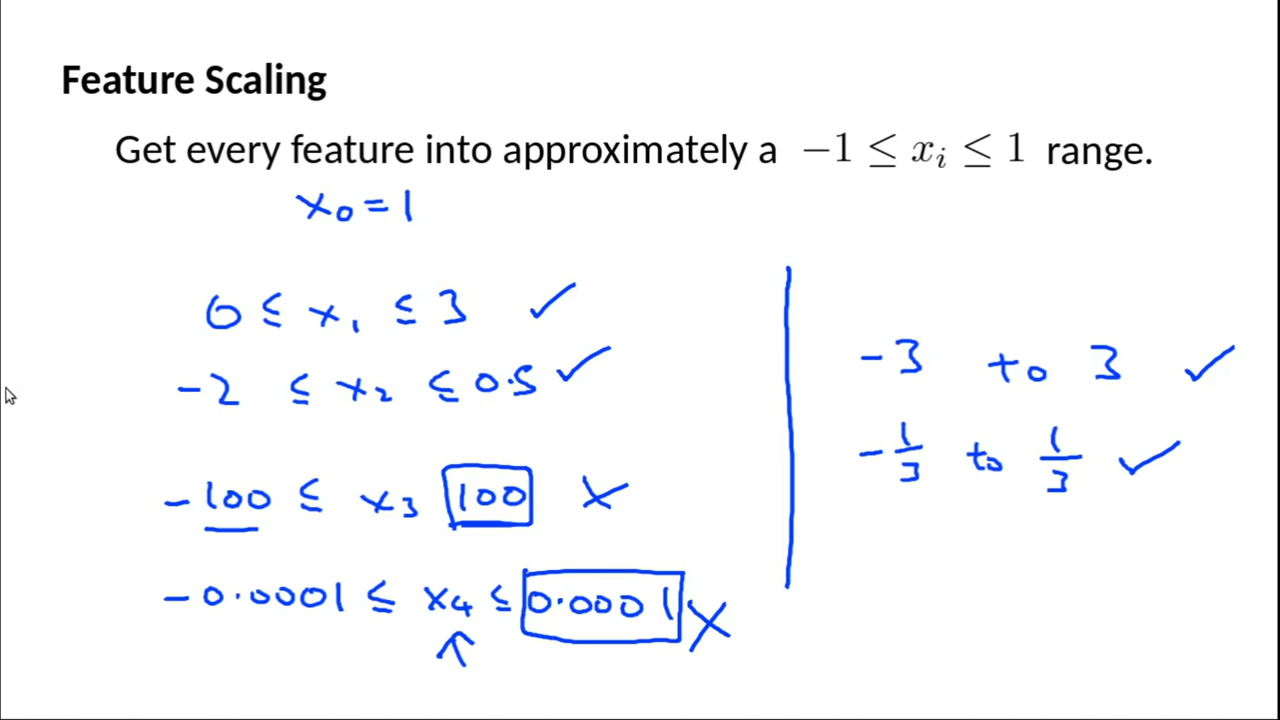 Feature Scaling
Get every feature into approximately a −1 ≤ xᵢ ≤ 1 range.
x₀ = 1
0 ≤ x₁ ≤ 3 ✓
−2 ≤ x₂ ≤ 0.5 ✓
−100 ≤ x₃ 100 ✗
−0.0001 ≤ x₄ ≤ 0.0001 ✗
↑
−3 to 3 ✓
−1/3 to 1/3 ✓